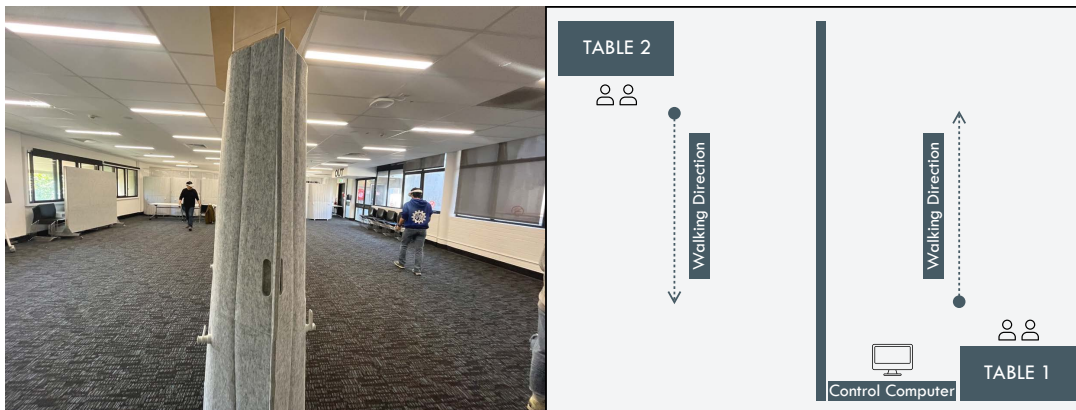 TABLE 2
Walking Direction
Walking Direction
Control Computer
TABLE 1